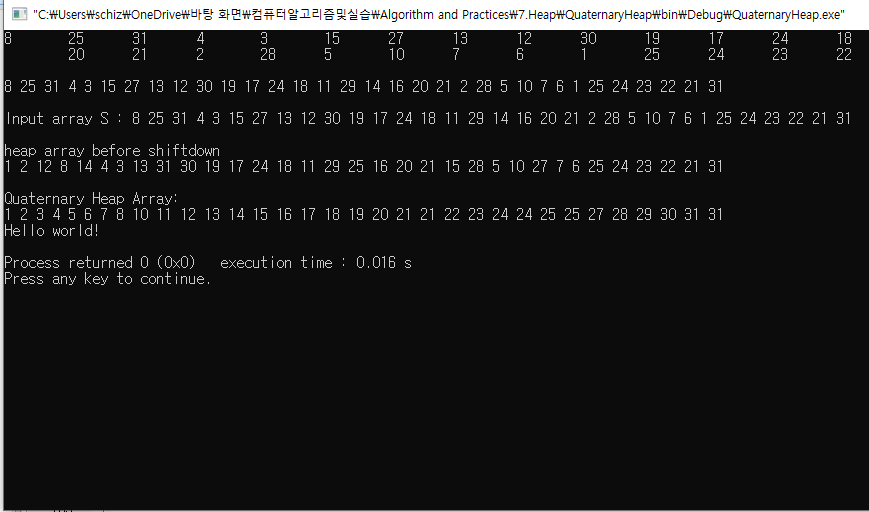 "C:₩Users₩schiz₩OneDrive₩바탕 화면₩컴퓨터알고리즘및실습₩Algorithm and Practices₩7.Heap₩QuaternaryHeap₩bin₩Debug₩QuaternaryHeap.exe"
8 25 31 4 3 15 27 13 12 30 19 17 24 18
20 21 2 28 5 10 7 6 1 25 24 23 22
8 25 31 4 3 15 27 13 12 30 19 17 24 18 11 29 14 16 20 21 2 28 5 10 7 6 1 25 24 23 22 21 31
Input array S : 8 25 31 4 3 15 27 13 12 30 19 17 24 18 11 29 14 16 20 21 2 28 5 10 7 6 1 25 24 23 22 21 31
heap array before shiftdown
1 2 12 8 14 4 3 13 31 30 19 17 24 18 11 29 25 16 20 21 15 28 5 10 27 7 6 25 24 23 22 21 31
Quaternary Heap Array:
1 2 3 4 5 6 7 8 10 11 12 13 14 15 16 17 18 19 20 21 21 22 23 24 24 25 25 27 28 29 30 31 31
Hello world!
Process returned 0 (0x0) execution time : 0.016 s
Press any key to continue.